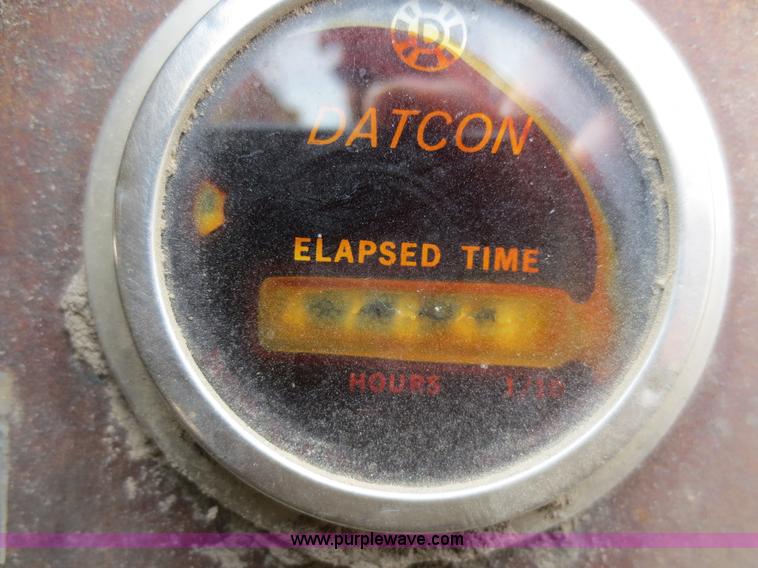 D
DATCON
ELAPSED TIME
HOURS 1/10
www.purplewave.com